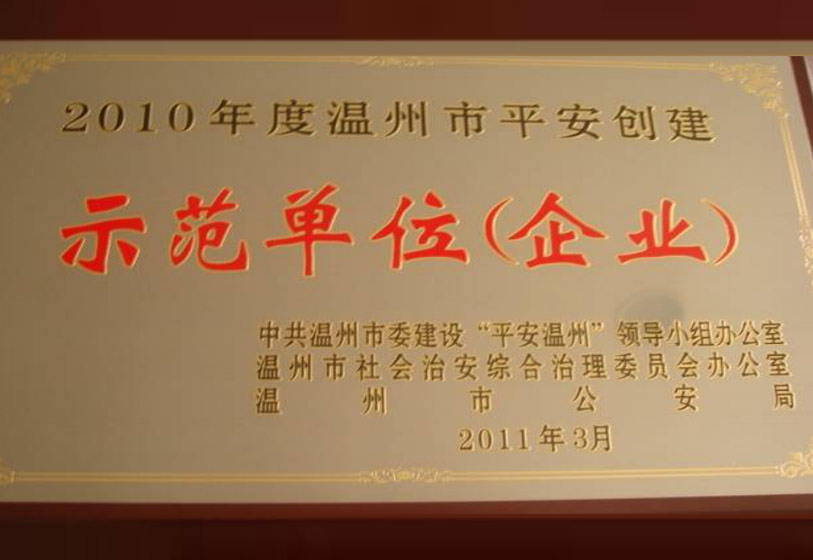 2010年度温州市平安创建
示范单位(企业)
中共温州市委建设“平安温州”领导小组办公室
温州市社会治安综合治理委员会办公室
温州市公安局
2011年3月